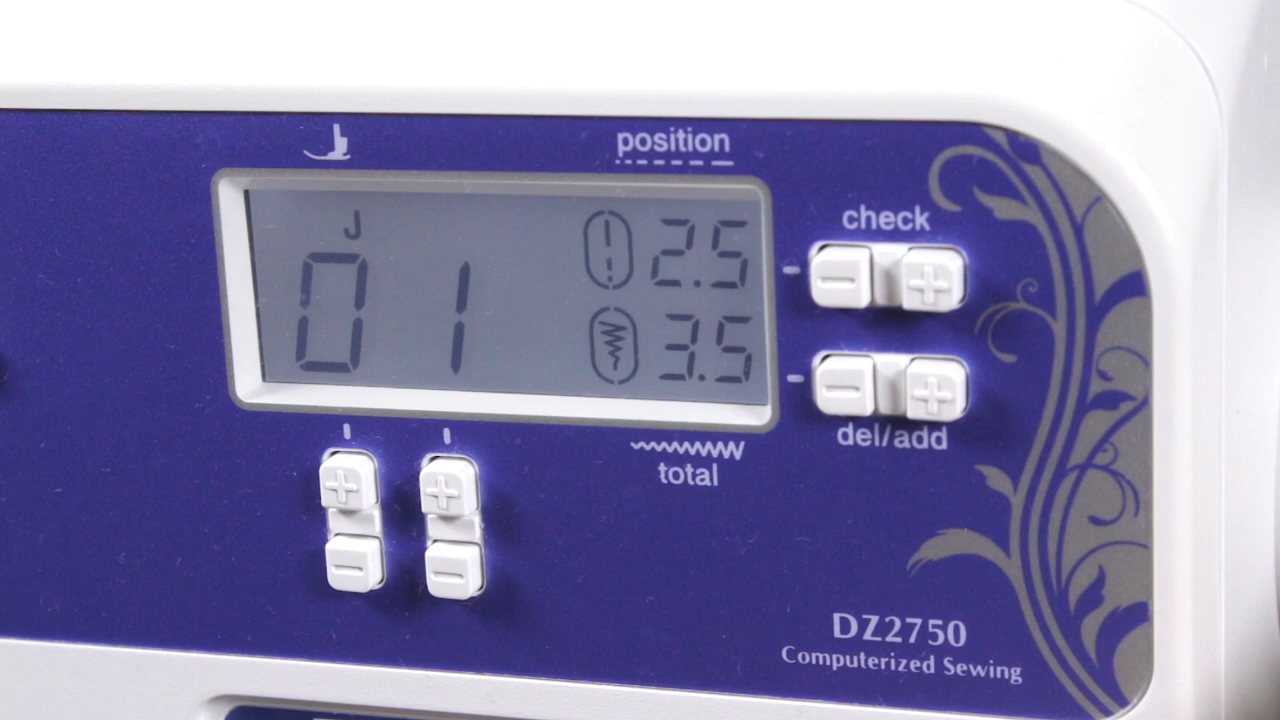 position
J
2.5
01
3.5
check
- +
- +
del/add
total
+ +
- -
DZ2750
Computerized Sewing